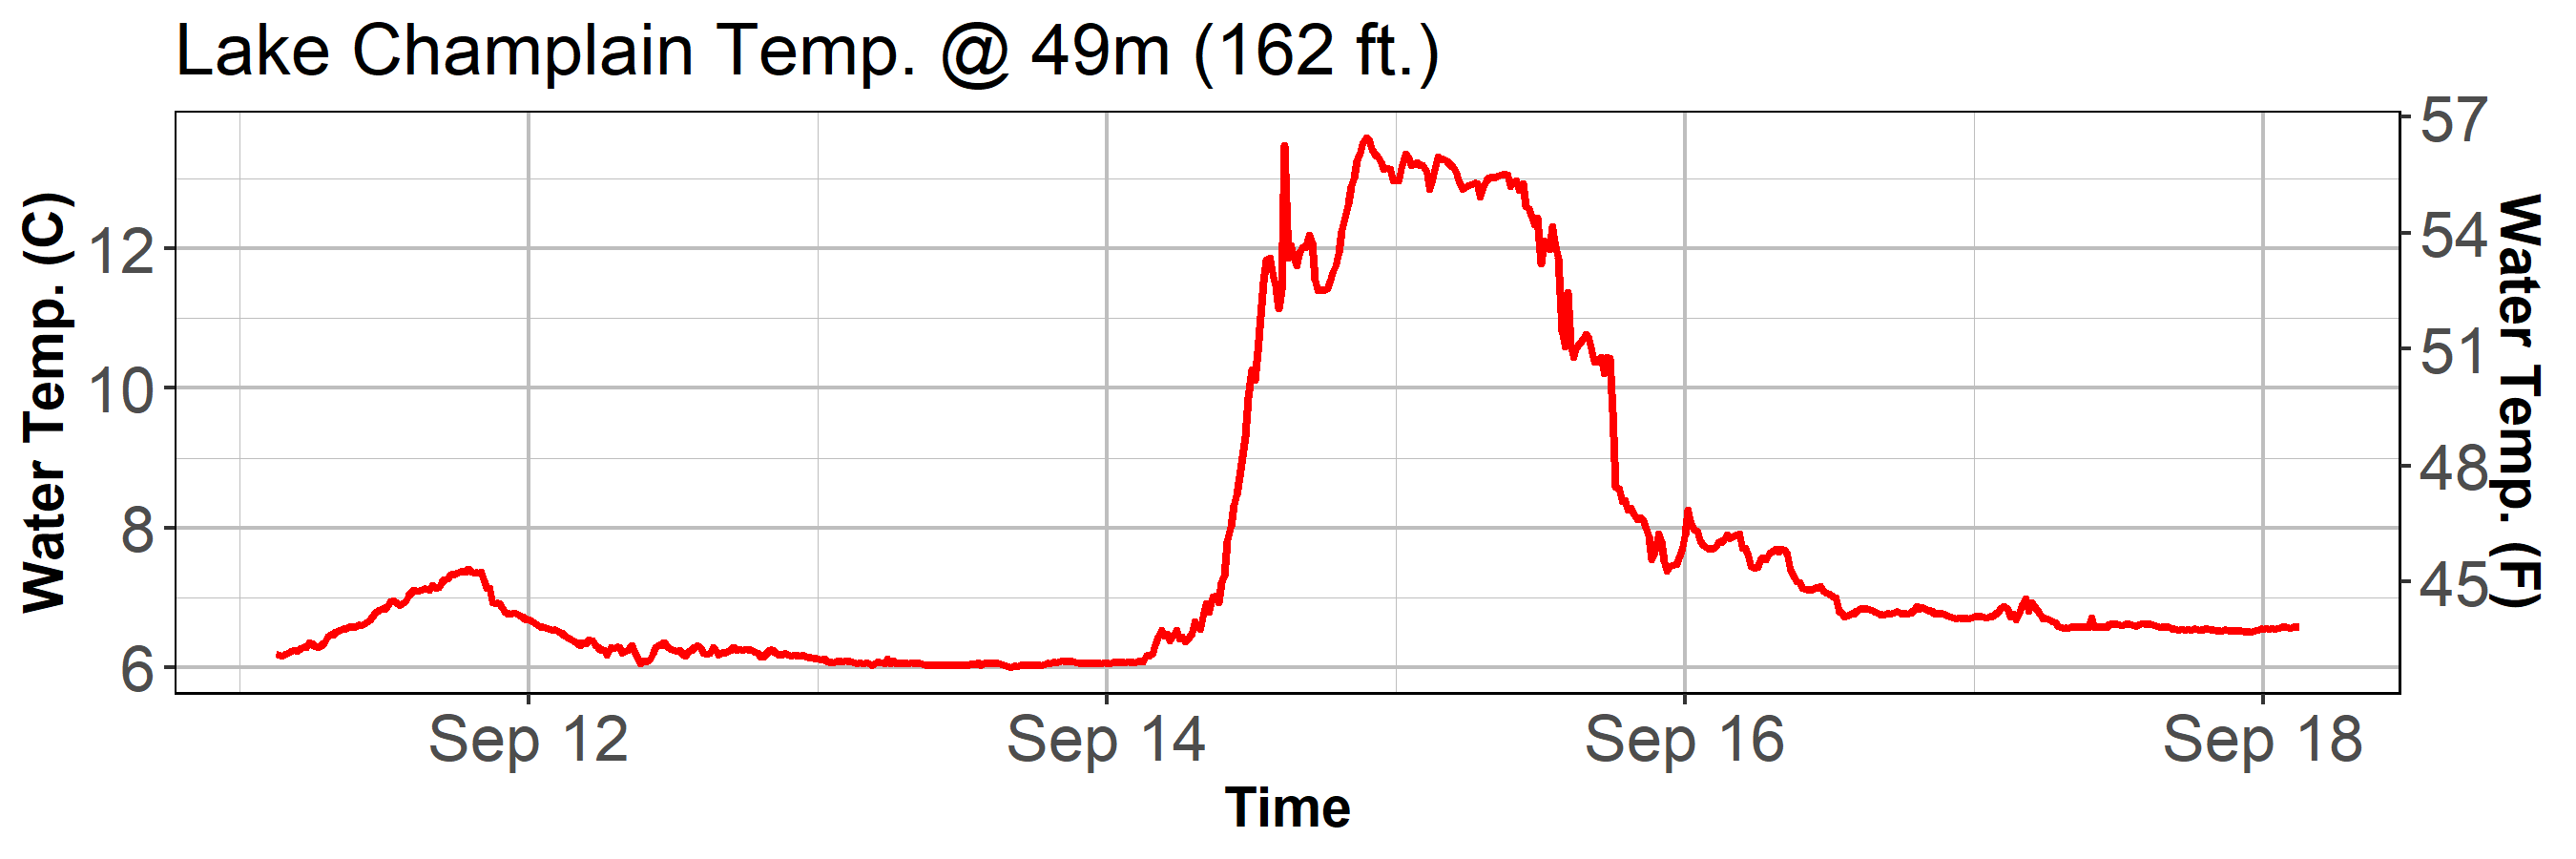 Lake Champlain Temp. @ 49m (162 ft.)
Water Temp. (C)
12
10
8
6
57
54
51
48
45
Water Temp. (F)
Sep 12
Sep 14
Sep 16
Sep 18
Time